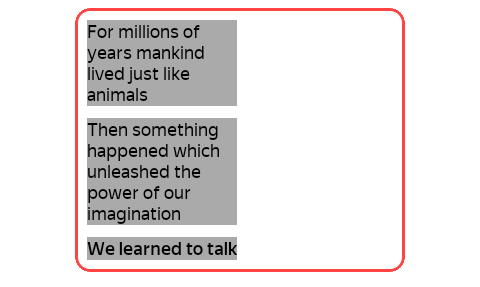 For millions of
years mankind
lived just like
animals
Then something
happened which
unleashed the
power of our
imagination
We learned to talk